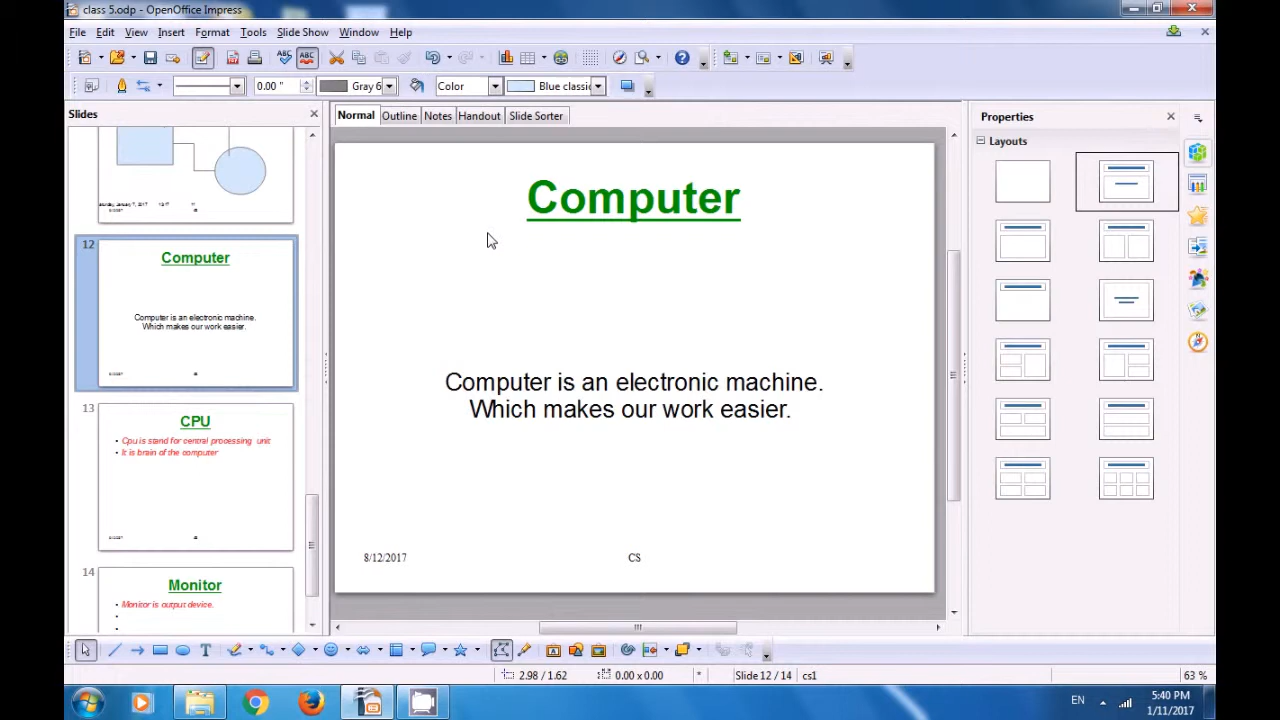 class 5.odp - OpenOffice Impress
File Edit View Insert Format Tools Slide Show Window Help
0.00 " Gray 6 Color Blue classic
Slides
Normal Outline Notes Handout Slide Sorter
Properties
Layouts
12
Computer
Computer is an electronic machine.
Which makes our work easier.
13
CPU
• Cpu is stand for central processing unit
• It is brain of the computer
14
Monitor
• Monitor is output device.
Computer
Computer is an electronic machine.
Which makes our work easier.
8/12/2017 CS
2.98 / 1.62 0.00 x 0.00 * Slide 12 / 14 cs1 63 %
EN 5:40 PM
1/11/2017